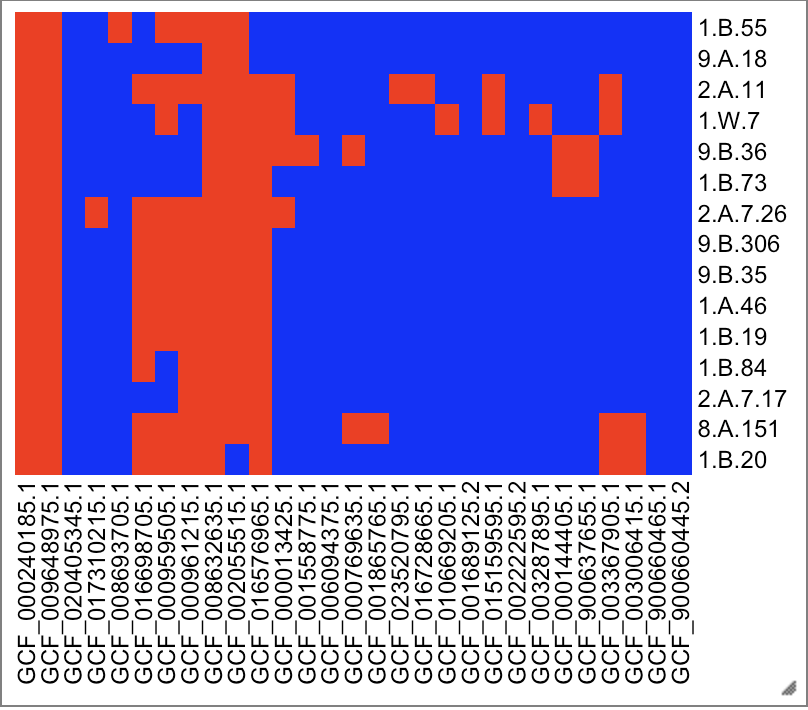 1.B.55
9.A.18
2.A.11
1.W.7
9.B.36
1.B.73
2.A.7.26
9.B.306
9.B.35
1.A.46
1.B.19
1.B.84
2.A.7.17
8.A.151
1.B.20
GCF_000240185.1
GCF_009648975.1
GCF_020405345.1
GCF_017310215.1
GCF_008693705.1
GCF_016698705.1
GCF_000959505.1
GCF_000961215.1
GCF_008632635.1
GCF_002055515.1
GCF_016576965.1
GCF_000013425.1
GCF_001558775.1
GCF_006094375.1
GCF_000769635.1
GCF_001865765.1
GCF_023520795.1
GCF_016728665.1
GCF_010669205.1
GCF_001689125.2
GCF_015159595.1
GCF_002222595.2
GCF_003287895.1
GCF_000144405.1
GCF_900637655.1
GCF_003367905.1
GCF_003006415.1
GCF_900660465.1
GCF_900660445.2